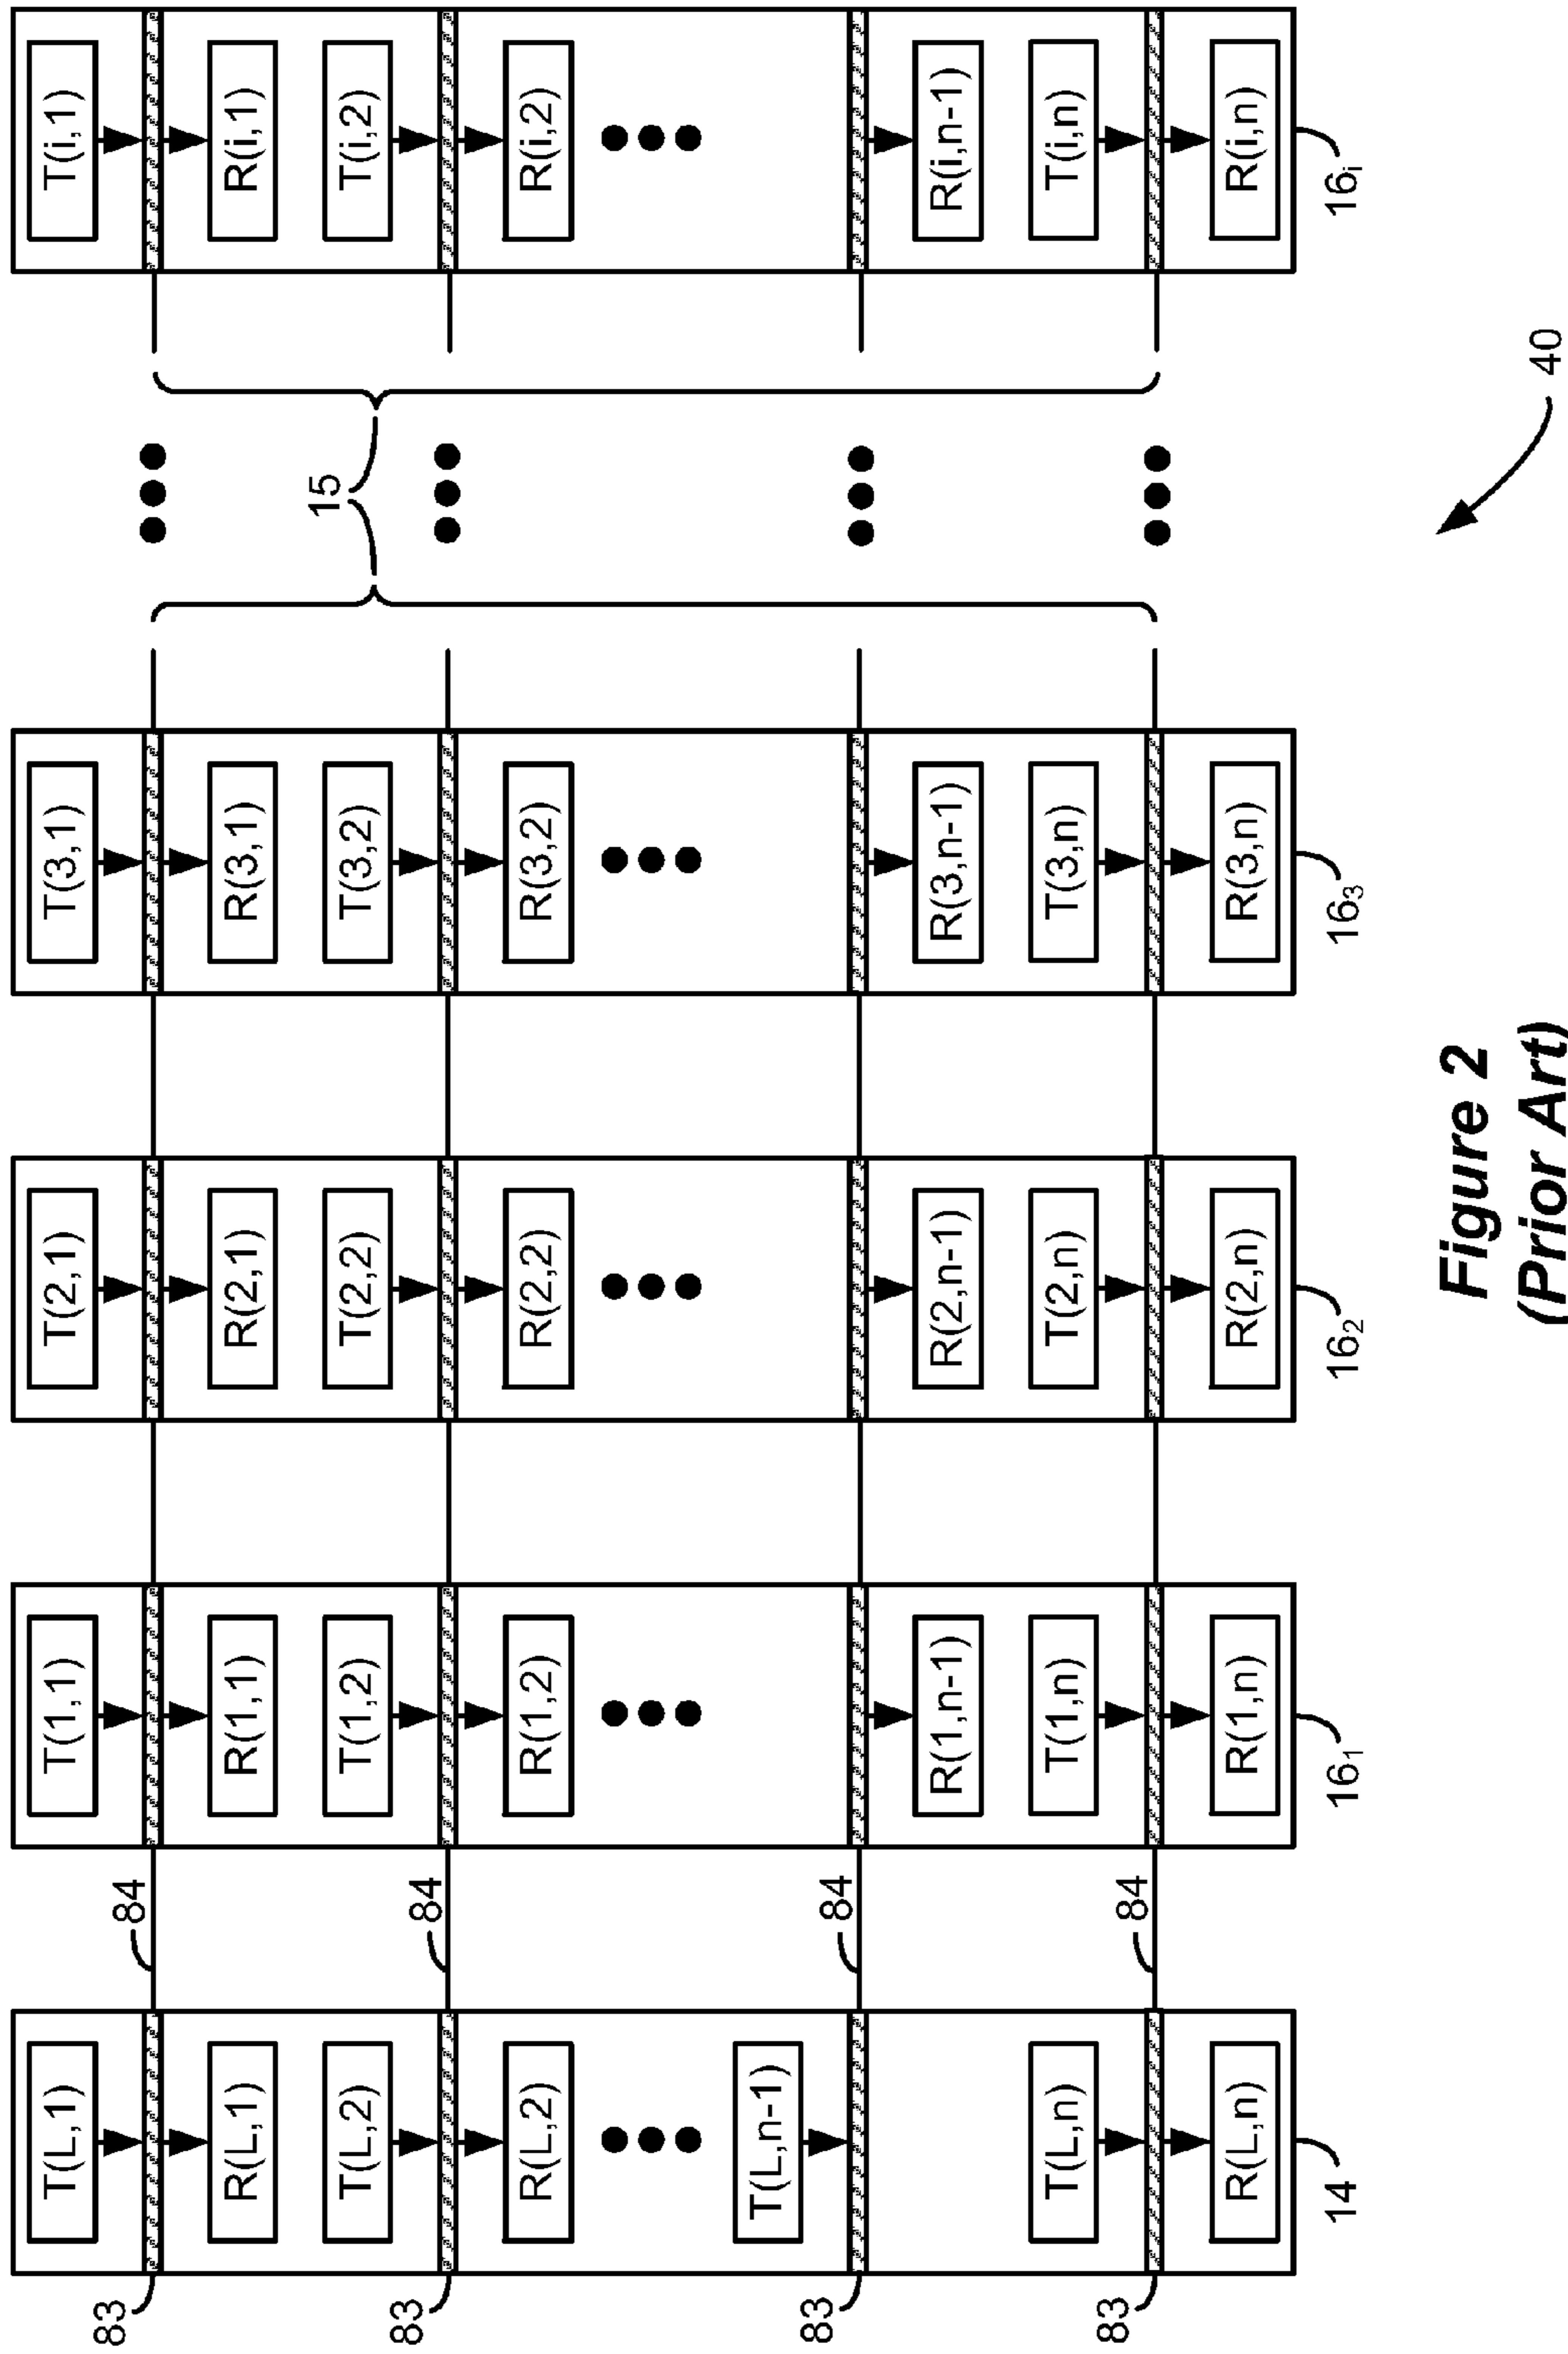 T(L,1) T(1,1) T(2,1) T(3,1) T(i,1)
83 84
R(L,1) R(1,1) R(2,1) R(3,1) R(i,1)
15
T(L,2) T(1,2) T(2,2) T(3,2) T(i,2)
83 84
R(L,2) R(1,2) R(2,2) R(3,2) R(i,2)
T(L,n-1)
83 84
R(1,n-1) R(2,n-1) R(3,n-1) R(i,n-1)
T(L,n) T(1,n) T(2,n) T(3,n) T(i,n)
83 84
R(L,n) R(1,n) R(2,n) R(3,n) R(i,n)
14 16₁ 16₂ 16₃ 16ᵢ
Figure 2
(Prior Art)
40